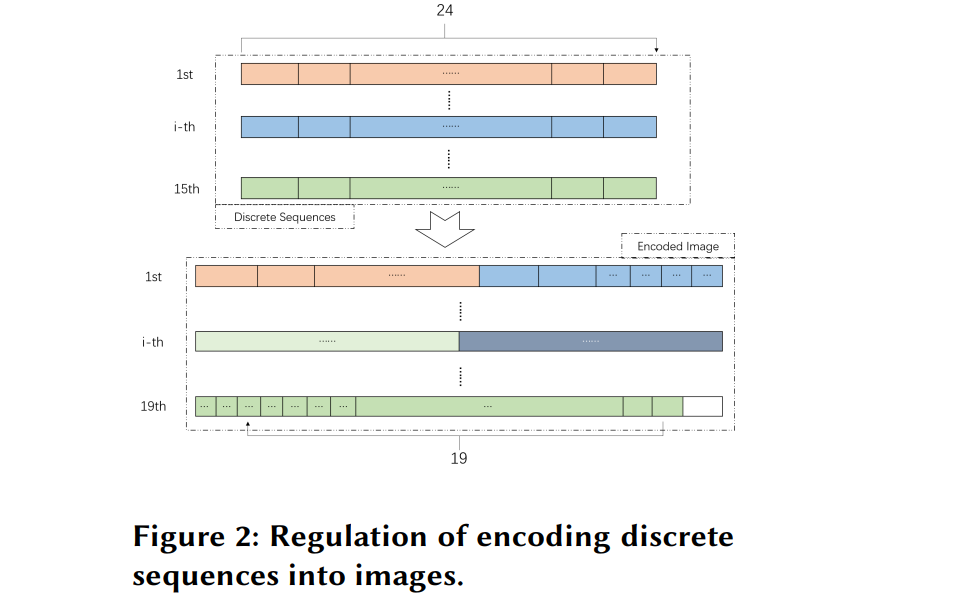 24
1st
......
i-th
......
15th
......
Discrete Sequences
Encoded Image
1st
......
... ... ... ...
i-th
......
......
19th
... ... ... ... ... ... ...
...
19
Figure 2: Regulation of encoding discrete
sequences into images.